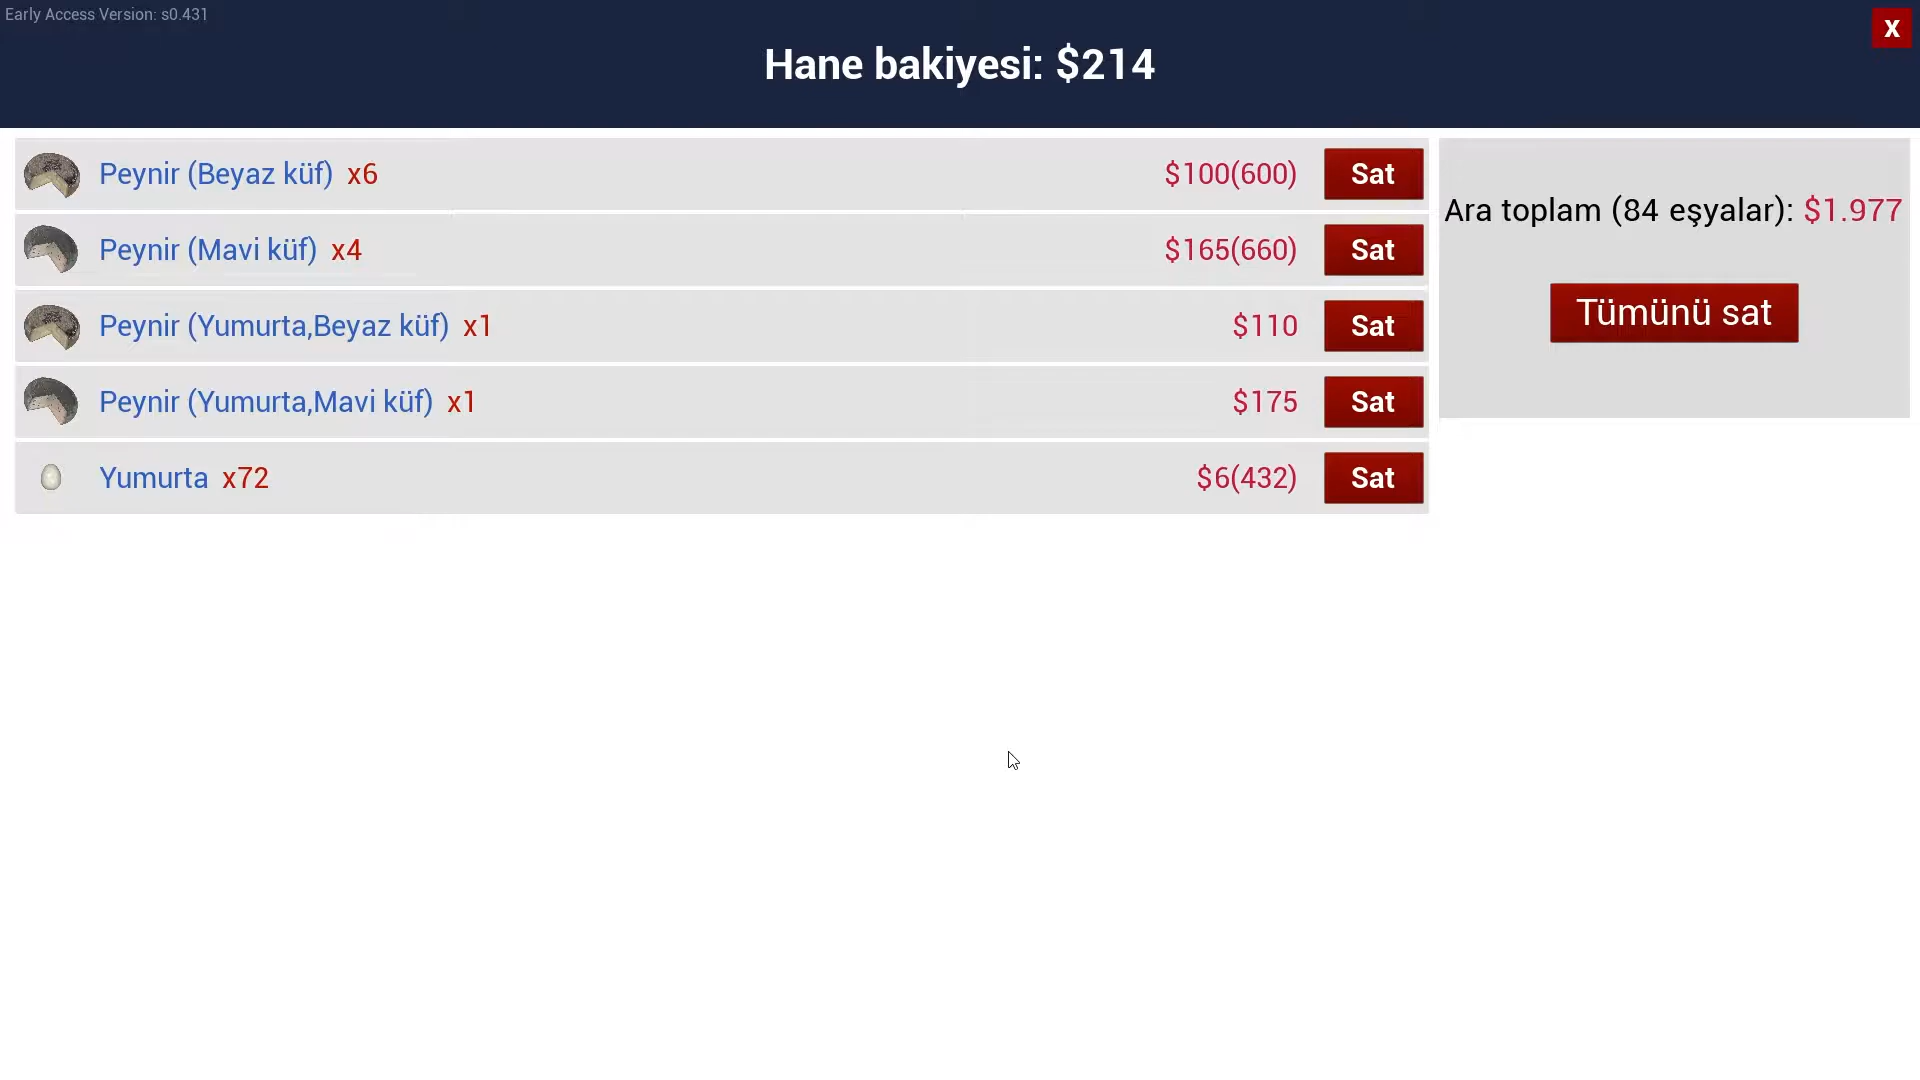 Early Access Version: s0.431
X
Hane bakiyesi: $214
Peynir (Beyaz küf) x6 $100(600) Sat
Peynir (Mavi küf) x4 $165(660) Sat
Peynir (Yumurta,Beyaz küf) x1 $110 Sat
Peynir (Yumurta,Mavi küf) x1 $175 Sat
Yumurta x72 $6(432) Sat
Ara toplam (84 eşyalar): $1.977
Tümünü sat